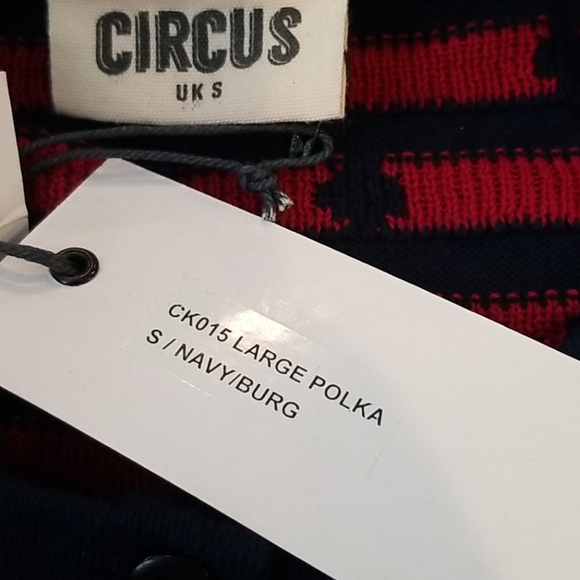 CIRCUS
UK S
CK015 LARGE POLKA
S / NAVY/BURG